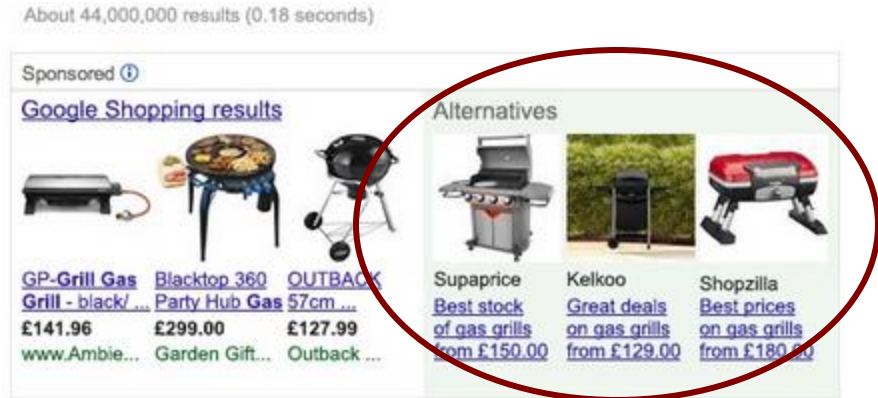 About 44,000,000 results (0.18 seconds)
Sponsored
Google Shopping results
GP-Grill Gas
Grill - black/ ...
£141.96
www.Ambie...
Blacktop 360
Party Hub Gas
£299.00
Garden Gift...
OUTBACK
57cm ...
£127.99
Outback ...
Alternatives
Supaprice
Best stock
of gas grills
from £150.00
Kelkoo
Great deals
on gas grills
from £129.00
Shopzilla
Best prices
on gas grills
from £180.00